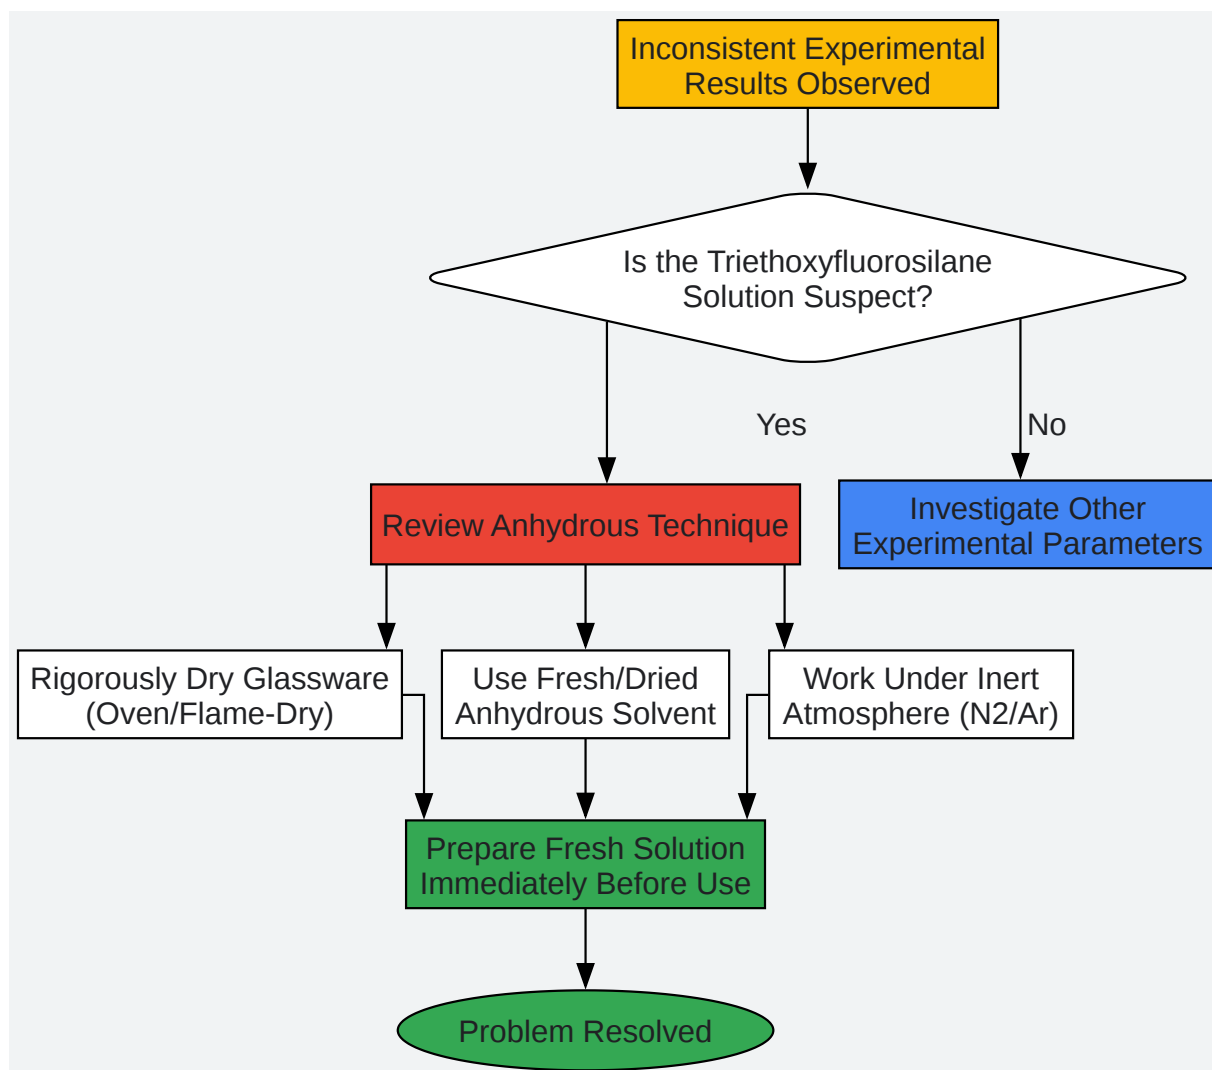 Inconsistent Experimental
Results Observed
Is the Triethoxyfluorosilane
Solution Suspect?
Yes
No
Review Anhydrous Technique
Investigate Other
Experimental Parameters
Rigorously Dry Glassware
(Oven/Flame-Dry)
Use Fresh/Dried
Anhydrous Solvent
Work Under Inert
Atmosphere (N2/Ar)
Prepare Fresh Solution
Immediately Before Use
Problem Resolved